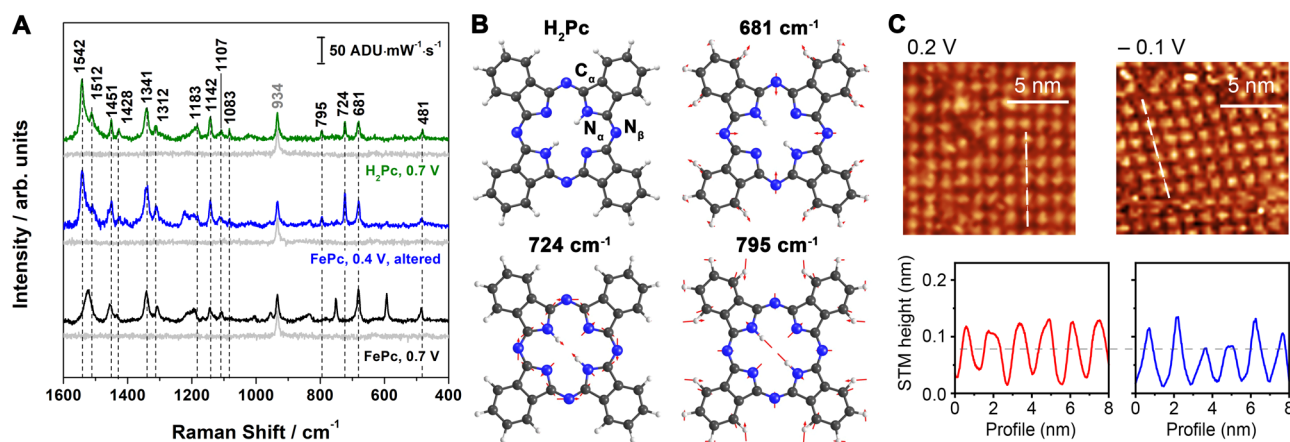 A
50 ADU·mW⁻¹·s⁻¹
1542
1512
1451
1428
1341
1312
1183
1142
1107
1083
934
795
724
681
481
H₂Pc, 0.7 V
FePc, 0.4 V, altered
FePc, 0.7 V
Intensity / arb. units
1600 1400 1200 1000 800 600 400
Raman Shift / cm⁻¹
B
H₂Pc
681 cm⁻¹
Cα
Nα
Nβ
724 cm⁻¹
795 cm⁻¹
C
0.2 V
– 0.1 V
5 nm
5 nm
STM height (nm)
0.2
0.1
0.0
0 2 4 6 8
Profile (nm)
0 2 4 6 8
Profile (nm)